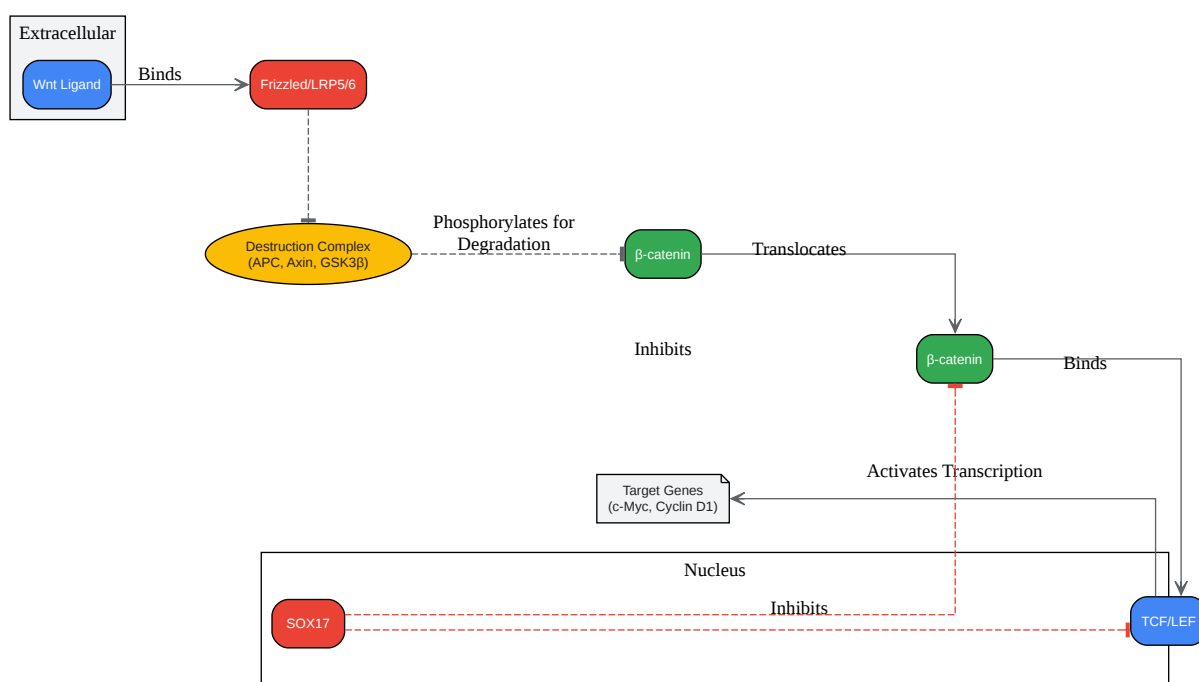 Extracellular
Wnt Ligand
Binds
Frizzled/LRP5/6
Phosphorylates for
Degradation
Destruction Complex
(APC, Axin, GSK3β)
β-catenin
Translocates
Inhibits
β-catenin
Binds
Activates Transcription
Target Genes
(c-Myc, Cyclin D1)
Nucleus
Inhibits
SOX17
TCF/LEF